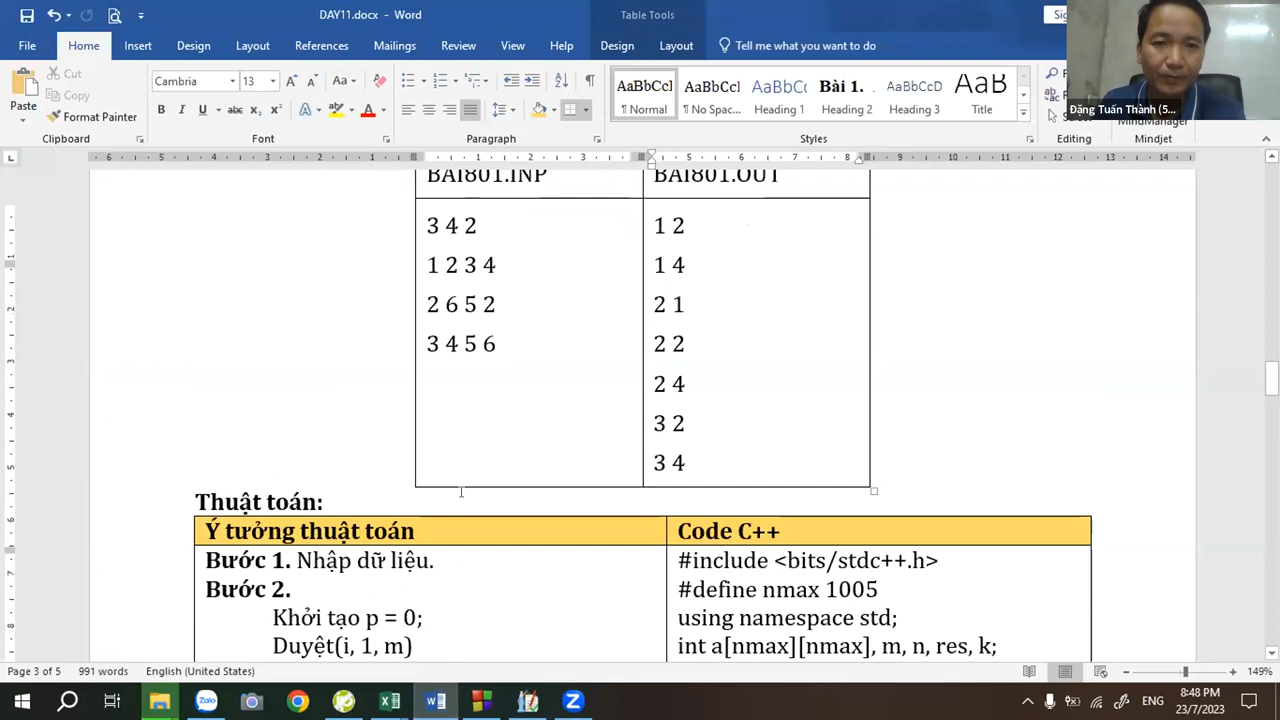 DAY11.docx - Word
Table Tools
File
Home
Insert
Design
Layout
References
Mailings
Review
View
Help
Design
Layout
Tell me what you want to do
Paste
Cut
Copy
Format Painter
Clipboard
Cambria
13
Font
Paragraph
AaBbCcI
¶ Normal
AaBbCcI
¶ No Spac...
AaBbCc
Heading 1
Bài 1.
Heading 2
AaBbCcI
Heading 3
AaB
Title
Styles
Editing
MindManager
Mindjet
Đặng Tuấn Thành (5...
BAI801.INP
BAI801.OUT
3 4 2
1 2 3 4
2 6 5 2
3 4 5 6
1 2
1 4
2 1
2 2
2 4
3 2
3 4
Thuật toán:
Ý tưởng thuật toán
Code C++
Bước 1. Nhập dữ liệu.
Bước 2.
Khởi tạo p = 0;
Duyệt(i, 1, m)
#include <bits/stdc++.h>
#define nmax 1005
using namespace std;
int a[nmax][nmax], m, n, res, k;
Page 3 of 5
991 words
English (United States)
149%
ENG
8:48 PM
23/7/2023